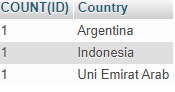 COUNT(ID) Country
1 Argentina
1 Indonesia
1 Uni Emirat Arab